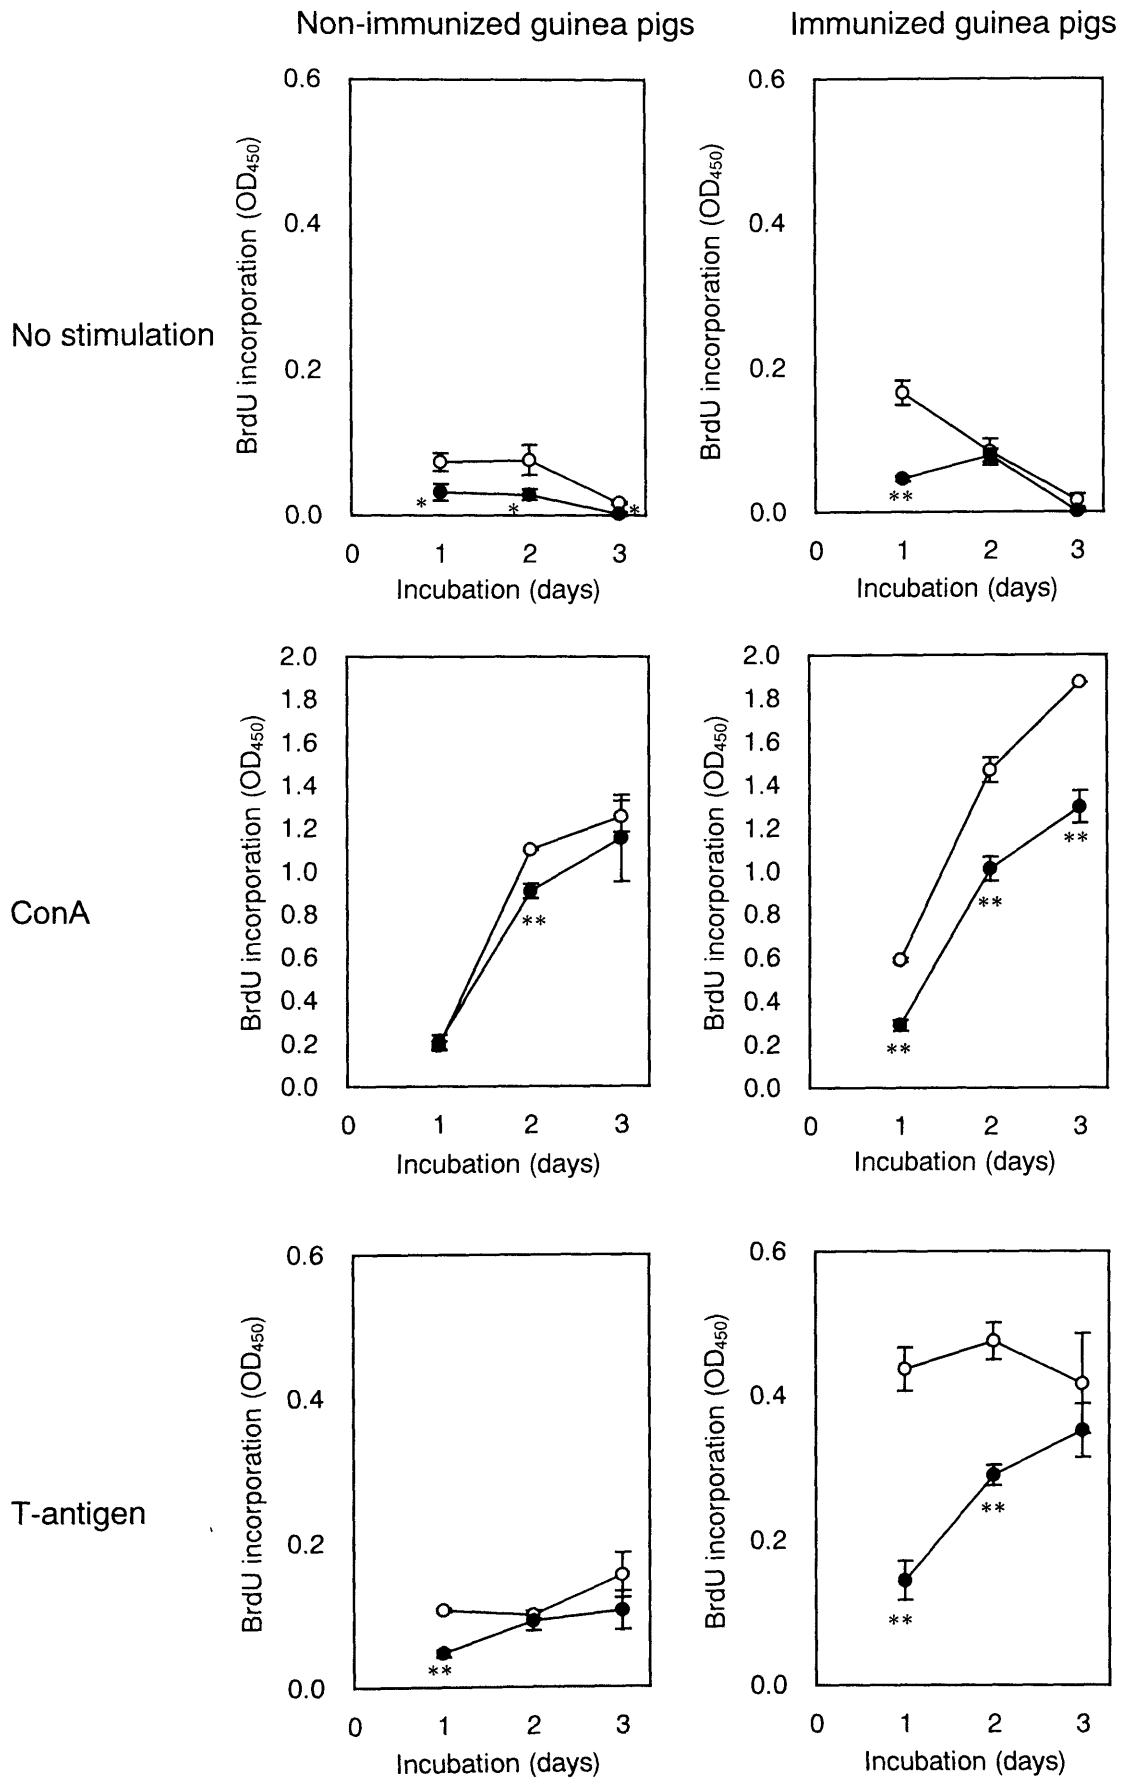 Non-immunized guinea pigs
Immunized guinea pigs
No stimulation
BrdU incorporation (OD450)
0.6
0.4
0.2
0.0
*
*
*
0 1 2 3
Incubation (days)
BrdU incorporation (OD450)
0.6
0.4
0.2
0.0
**
0 1 2 3
Incubation (days)
ConA
BrdU incorporation (OD450)
2.0
1.8
1.6
1.4
1.2
1.0
0.8
0.6
0.4
0.2
0.0
**
0 1 2 3
Incubation (days)
BrdU incorporation (OD450)
2.0
1.8
1.6
1.4
1.2
1.0
0.8
0.6
0.4
0.2
0.0
**
**
**
0 1 2 3
Incubation (days)
T-antigen
BrdU incorporation (OD450)
0.6
0.4
0.2
0.0
**
0 1 2 3
Incubation (days)
BrdU incorporation (OD450)
0.6
0.4
0.2
0.0
**
**
0 1 2 3
Incubation (days)